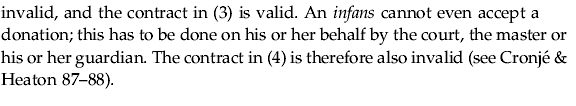 invalid, and the contract in (3) is valid. An infans cannot even accept a
donation; this has to be done on his or her behalf by the court, the master or
his or her guardian. The contract in (4) is therefore also invalid (see Cronjé &
Heaton 87–88).